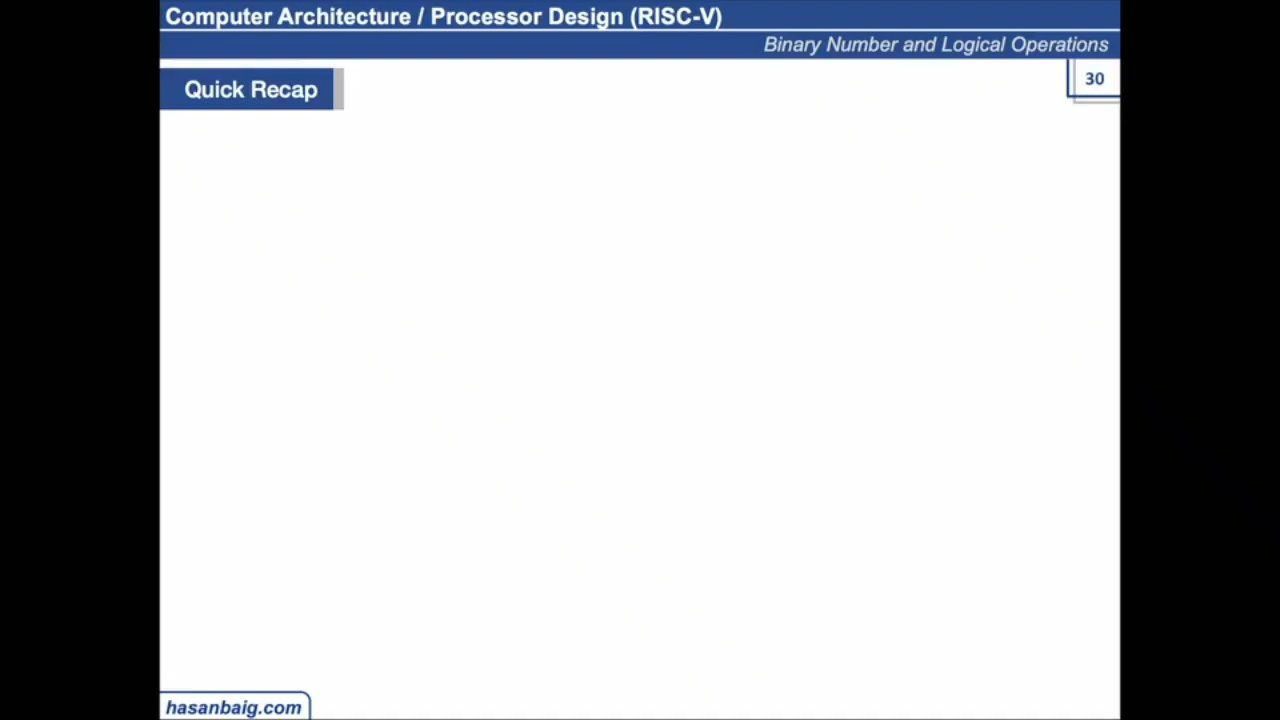 Computer Architecture / Processor Design (RISC-V)
Binary Number and Logical Operations
Quick Recap
30
hasanbaig.com